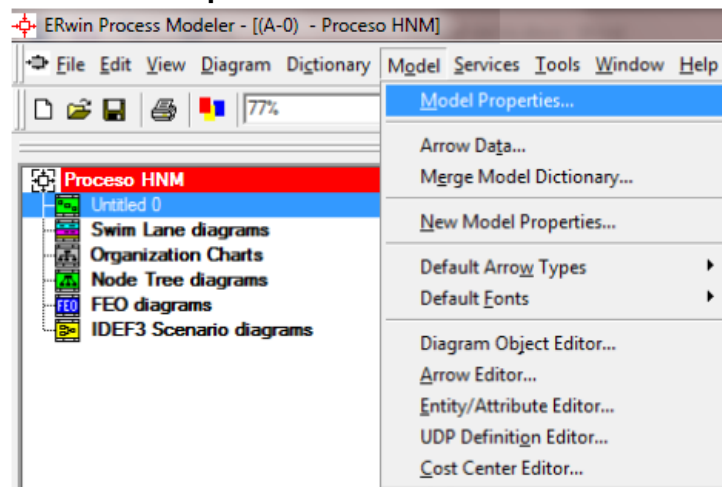 ERwin Process Modeler - [(A-0) - Proceso HNM]
File Edit View Diagram Dictionary Model Services Tools Window Help
77%
Model Properties...
Arrow Data...
Merge Model Dictionary...
New Model Properties...
Default Arrow Types
Default Fonts
Diagram Object Editor...
Arrow Editor...
Entity/Attribute Editor...
UDP Definition Editor...
Cost Center Editor...
Proceso HNM
Untitled 0
Swim Lane diagrams
Organization Charts
Node Tree diagrams
FEO FEO diagrams
IDEF3 Scenario diagrams